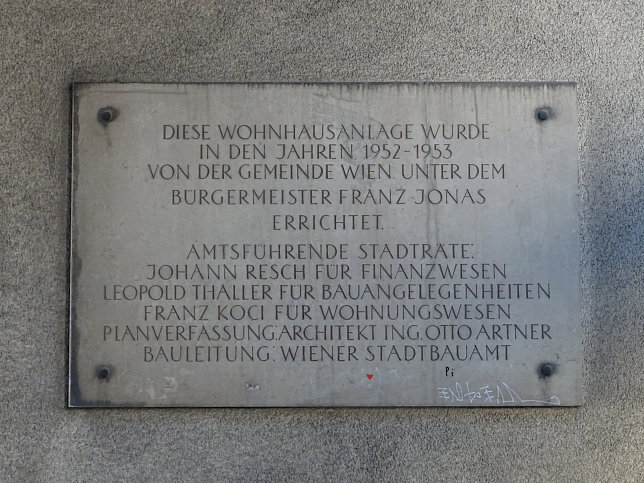 DIESE WOHNHAUSANLAGE WURDE
IN DEN JAHREN 1952-1953
VON DER GEMEINDE WIEN UNTER DEM
BÜRGERMEISTER FRANZ JONAS
ERRICHTET.
AMTSFÜHRENDE STADTRÄTE:
JOHANN RESCH FÜR FINANZWESEN
LEOPOLD THALLER FÜR BAUANGELEGENHEITEN
FRANZ KOCI FÜR WOHNUNGSWESEN
PLANVERFASSUNG:ARCHITEKT ING. OTTO ARTNER
BAULEITUNG: WIENER STADTBAUAMT
Pi